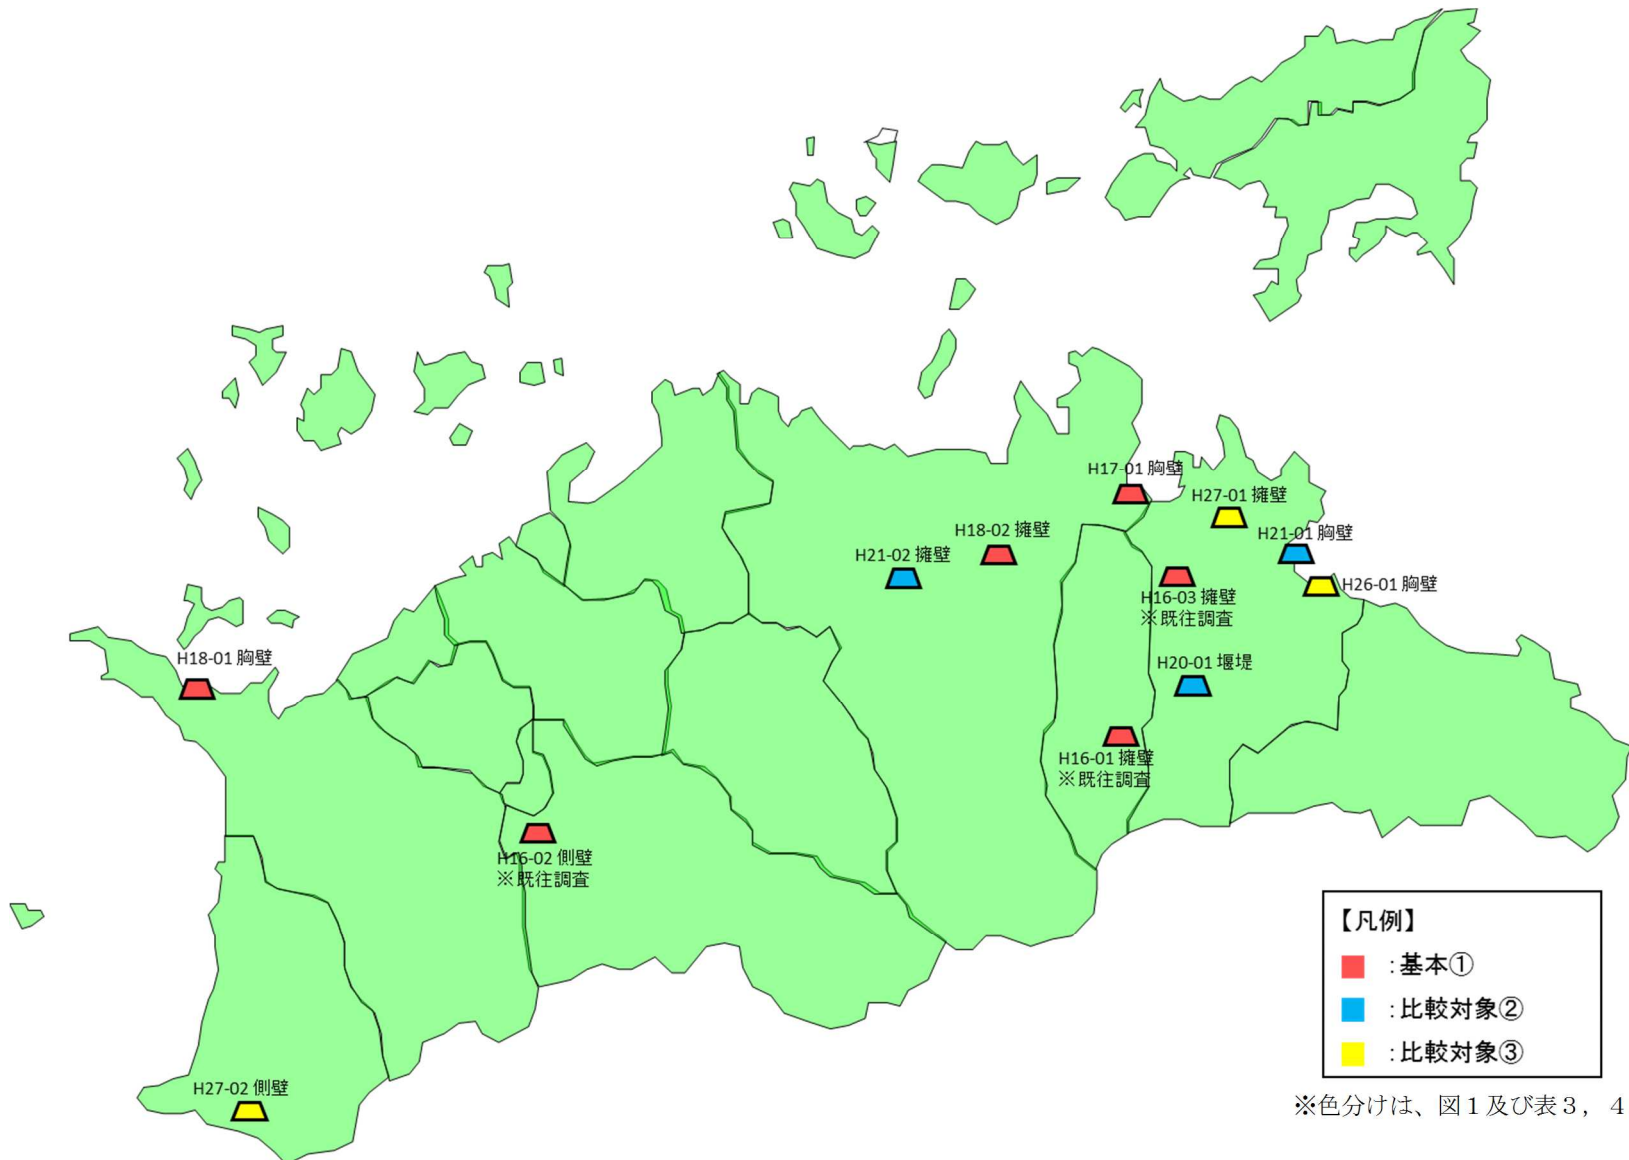 H17-01 胸壁
H27-01 擁壁
H18-02 擁壁
H21-01 胸壁
H21-02 擁壁
H26-01 胸壁
H16-03 擁壁
※既往調査
H18-01 胸壁
H20-01 堰堤
H16-01 擁壁
※既往調査
H16-02 側壁
※既往調査
H27-02 側壁
【凡例】
：基本①
：比較対象②
：比較対象③
※色分けは、図１及び表３，４